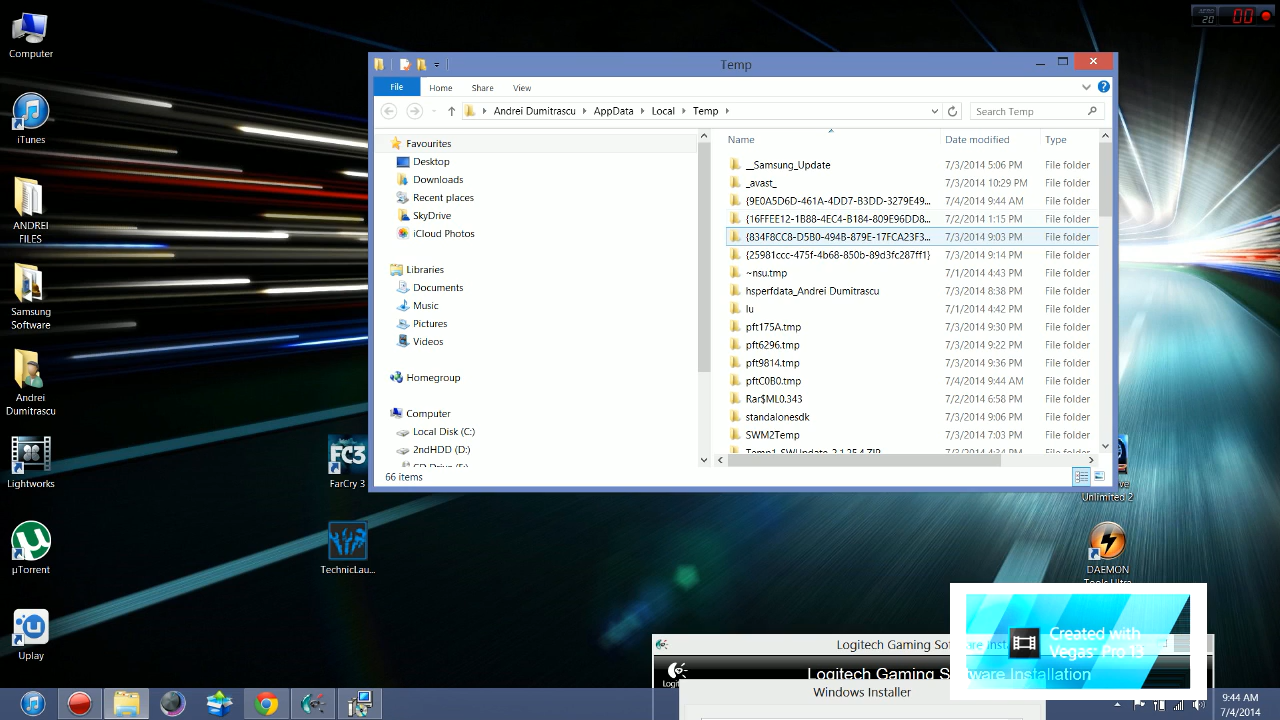 Computer
iTunes
ANDREI
FILES
Samsung
Software
Andrei
Dumitrascu
Lightworks
µTorrent
Uplay
FC3
FarCry 3
TechnicLau...
Unlimited 2
DAEMON
Tools Ultra
AERO
20
00
Temp
File
Home
Share
View
Andrei Dumitrascu
AppData
Local
Temp
Search Temp
Favourites
Desktop
Downloads
Recent places
SkyDrive
iCloud Photos
Libraries
Documents
Music
Pictures
Videos
Homegroup
Computer
Local Disk (C:)
2ndHDD (D:)
Name Date modified Type
__Samsung_Update 7/3/2014 5:06 PM File folder
_avast_ 7/3/2014 10:29 PM File folder
{9E0A5D6D-461A-4DD7-B3DD-3279E49... 7/4/2014 9:44 AM File folder
{16FFEE12-1B88-4EC4-B184-809E96DD8... 7/2/2014 1:15 PM File folder
{834F8CC8-D5B0-494B-879E-17FCA23F3... 7/3/2014 9:03 PM File folder
{25981ccc-475f-4b68-850b-89d3fc287ff1} 7/3/2014 9:14 PM File folder
~nsu.tmp 7/1/2014 4:43 PM File folder
hsperfdata_Andrei Dumitrascu 7/3/2014 8:38 PM File folder
lu 7/1/2014 4:42 PM File folder
pft175A.tmp 7/3/2014 9:30 PM File folder
pft6296.tmp 7/3/2014 9:22 PM File folder
pft9814.tmp 7/3/2014 9:36 PM File folder
pftC0B0.tmp 7/4/2014 9:44 AM File folder
Rar$ML0.343 7/2/2014 6:58 PM File folder
standalonesdk 7/3/2014 9:06 PM File folder
SWM2Temp 7/3/2014 7:03 PM File folder
66 items
Logitech Gaming Software Insta
Logitech Gaming Software Installation
Windows Installer
Created with
Vegas Pro 13
9:44 AM
7/4/2014